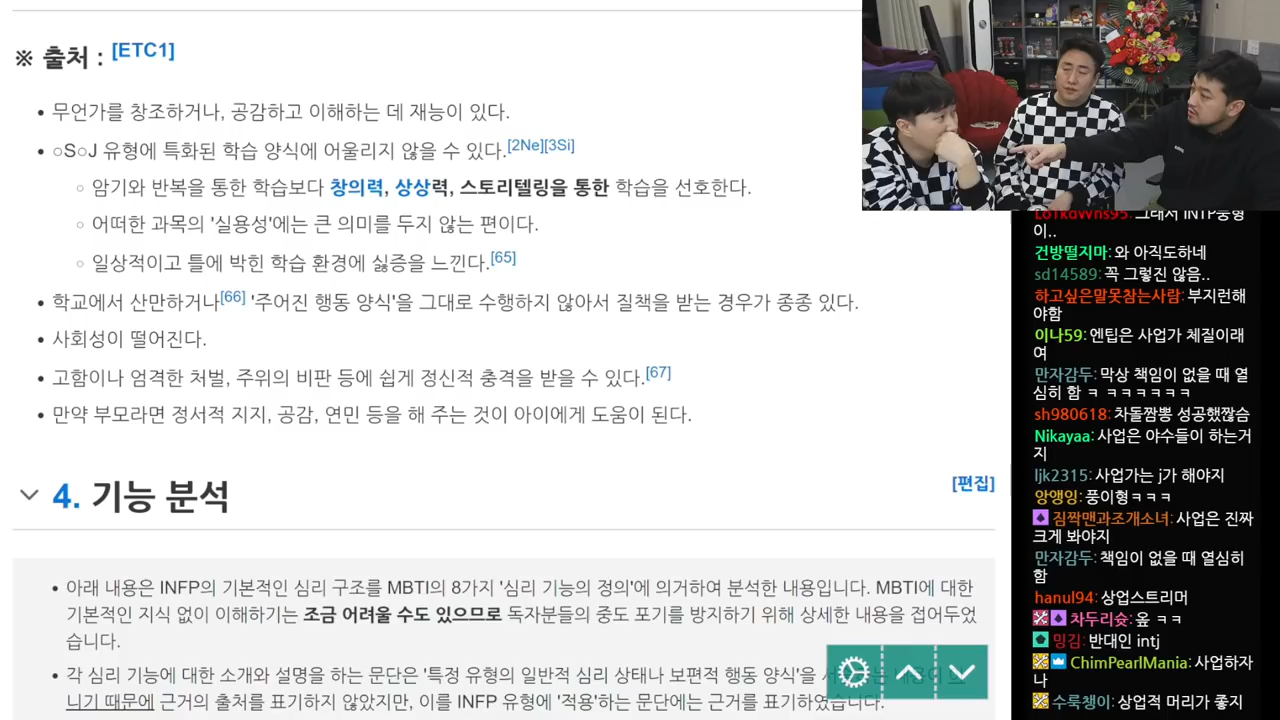 ※ 출처 : [ETC1]
• 무언가를 창조하거나, 공감하고 이해하는 데 재능이 있다.
• ○S○J 유형에 특화된 학습 양식에 어울리지 않을 수 있다.[2Ne][3Si]
○ 암기와 반복을 통한 학습보다 창의력, 상상력, 스토리텔링을 통한 학습을 선호한다.
○ 어떠한 과목의 '실용성'에는 큰 의미를 두지 않는 편이다.
○ 일상적이고 틀에 박힌 학습 환경에 싫증을 느낀다.[65]
• 학교에서 산만하거나[66] '주어진 행동 양식'을 그대로 수행하지 않아서 질책을 받는 경우가 종종 있다.
• 사회성이 떨어진다.
• 고함이나 엄격한 처벌, 주위의 비판 등에 쉽게 정신적 충격을 받을 수 있다.[67]
• 만약 부모라면 정서적 지지, 공감, 연민 등을 해 주는 것이 아이에게 도움이 된다.
4. 기능 분석
[편집]
• 아래 내용은 INFP의 기본적인 심리 구조를 MBTI의 8가지 '심리 기능의 정의'에 의거하여 분석한 내용입니다. MBTI에 대한
기본적인 지식 없이 이해하기는 조금 어려울 수도 있으므로 독자분들의 중도 포기를 방지하기 위해 상세한 내용을 접어두었
습니다.
• 각 심리 기능에 대한 소개와 설명을 하는 문단은 '특정 유형의 일반적 심리 상태나 보편적 행동 양식'을
니기 때문에 근거의 출처를 표기하지 않았지만, 이를 INFP 유형에 '적용'하는 문단에는 근거를 표기하였습니다.
그래서 INTP풍형
이..
건방떨지마: 와 아직도하네
sd14589: 꼭 그렇진 않음..
하고싶은말못참는사람: 부지런해
야함
이나59: 엔팁은 사업가 체질이래
여
만자감두: 막상 책임이 없을 때 열
심히 함 ㅋ ㅋㅋㅋㅋㅋㅋ
sh980618: 차돌짬뽕 성공했짢슴
Nikayaa: 사업은 야수들이 하는거
지
ljk2315: 사업가는 j가 해야지
앙앵잉: 풍이형ㅋㅋㅋ
짐짝맨과조개소녀: 사업은 진짜
크게 봐야지
만자감두: 책임이 없을 때 열심히
함
hanul94: 상업스트리머
차두리슛: 옾 ㅋㅋ
밍김: 반대인 intj
ChimPearlMania: 사업하자
나
수룩쳉이: 상업적 머리가 좋지